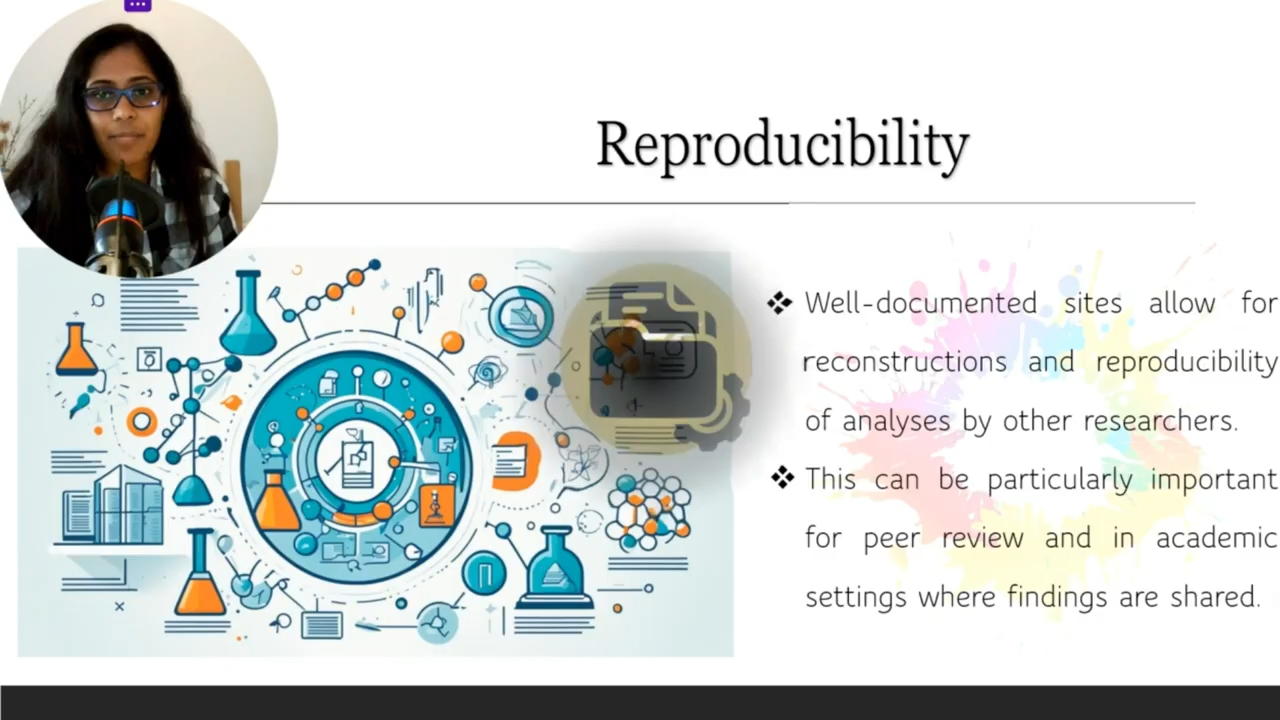 Reproducibility
Well-documented sites allow for
reconstructions and reproducibility
of analyses by other researchers.
This can be particularly important
for peer review and in academic
settings where findings are shared.